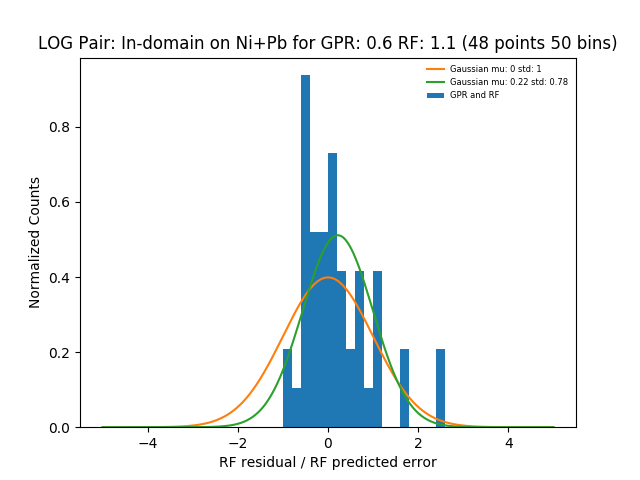 LOG Pair: In-domain on Ni+Pb for GPR: 0.6 RF: 1.1 (48 points 50 bins)
Gaussian mu: 0 std: 1
Gaussian mu: 0.22 std: 0.78
GPR and RF
Normalized Counts
0.8
0.6
0.4
0.2
0.0
−4 −2 0 2 4
RF residual / RF predicted error